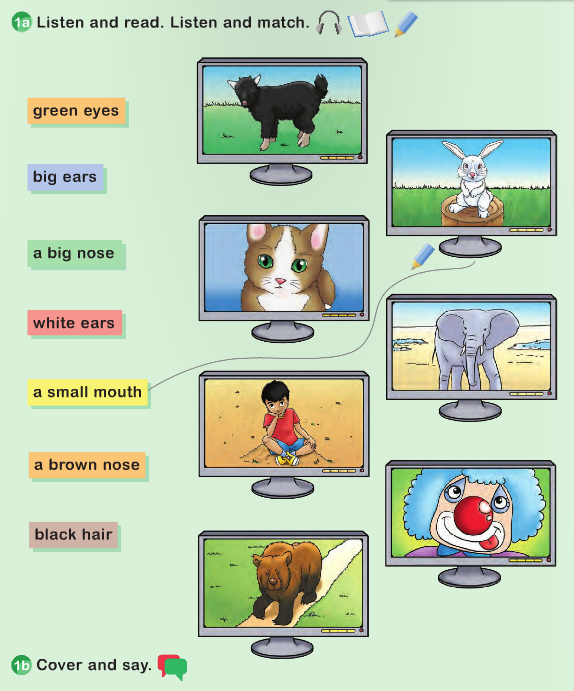 1a Listen and read. Listen and match.
green eyes
big ears
a big nose
white ears
a small mouth
a brown nose
black hair
1b Cover and say.